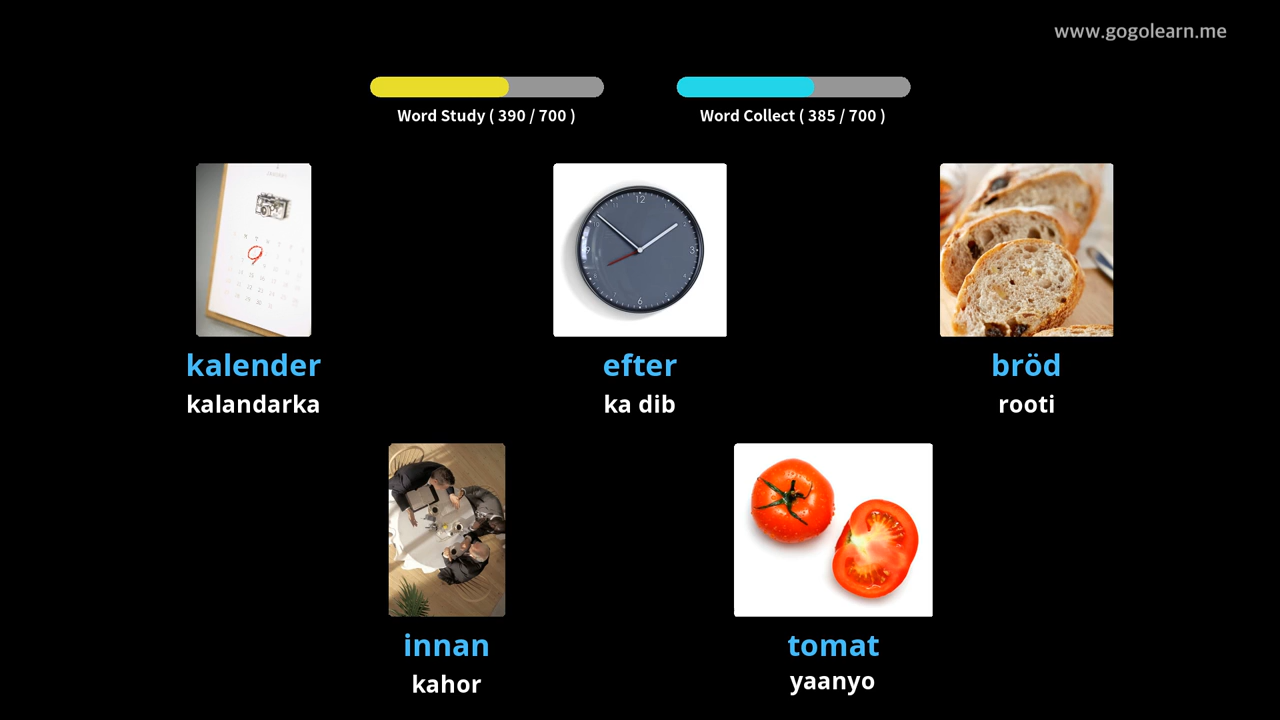 www.gogolearn.me
Word Study ( 390 / 700 )
Word Collect ( 385 / 700 )
kalender
kalandarka
efter
ka dib
bröd
rooti
innan
kahor
tomat
yaanyo